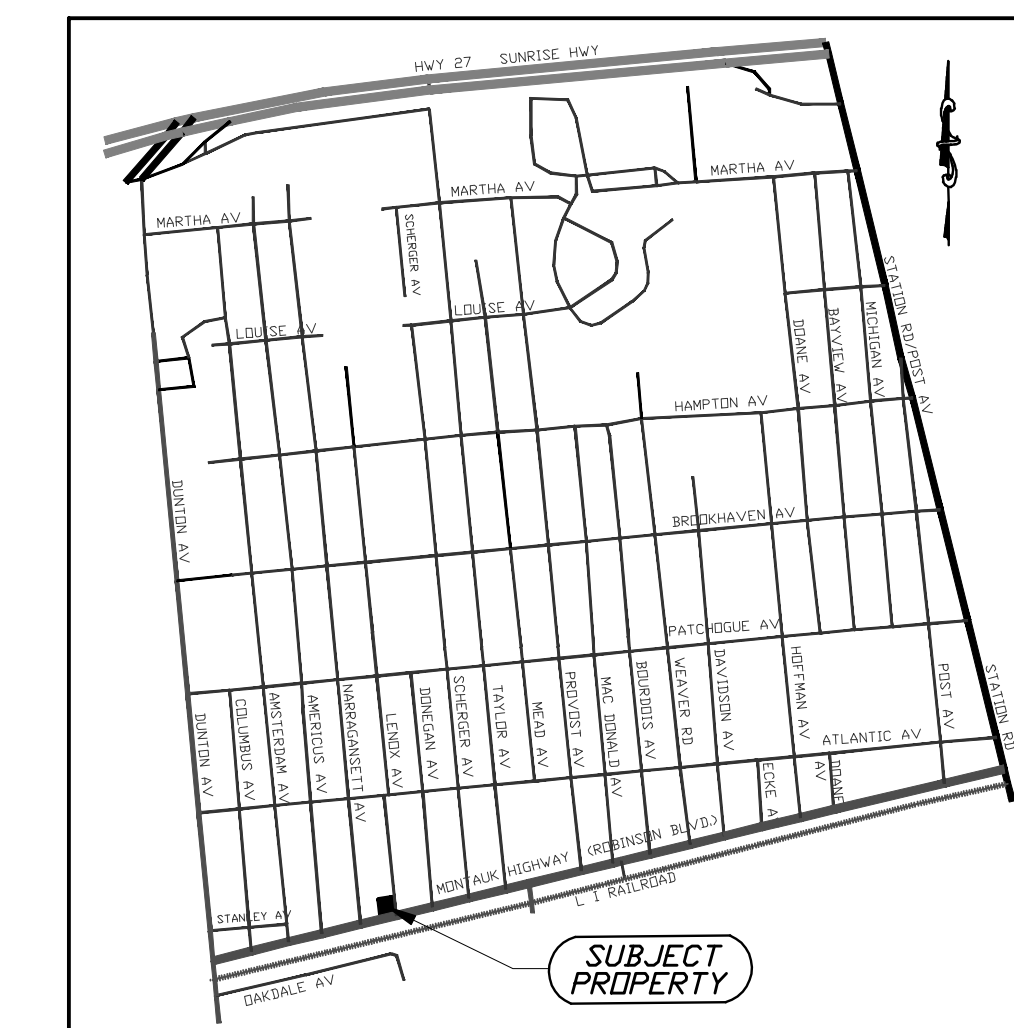 HWY 27 SUNRISE HWY
MARTHA AV
MARTHA AV
MARTHA AV
SCHERGER AV
STATION RD/POST AV
LOUISE AV
LOUISE AV
DOANE AV
BAYVIEW AV
MICHIGAN AV
HAMPTON AV
DUNTON AV
BROOKHAVEN AV
PATCHOGUE AV
DUNTON AV
COLUMBUS AV
AMSTERDAM AV
AMERICUS AV
NARRAGANSETT AV
LENOX AV
DONEGAN AV
SCHERGER AV
TAYLOR AV
MEAD AV
PROVOST AV
MAC DONALD AV
BOURDOIS AV
WEAVER RD
DAVIDSON AV
HOFFMAN AV
POST AV
STATION RD
ATLANTIC AV
ECKE A
DOANE
AV
MONTAUK HIGHWAY (ROBINSON BLVD.)
L I RAILROAD
STANLEY AV
OAKDALE AV
SUBJECT
PROPERTY